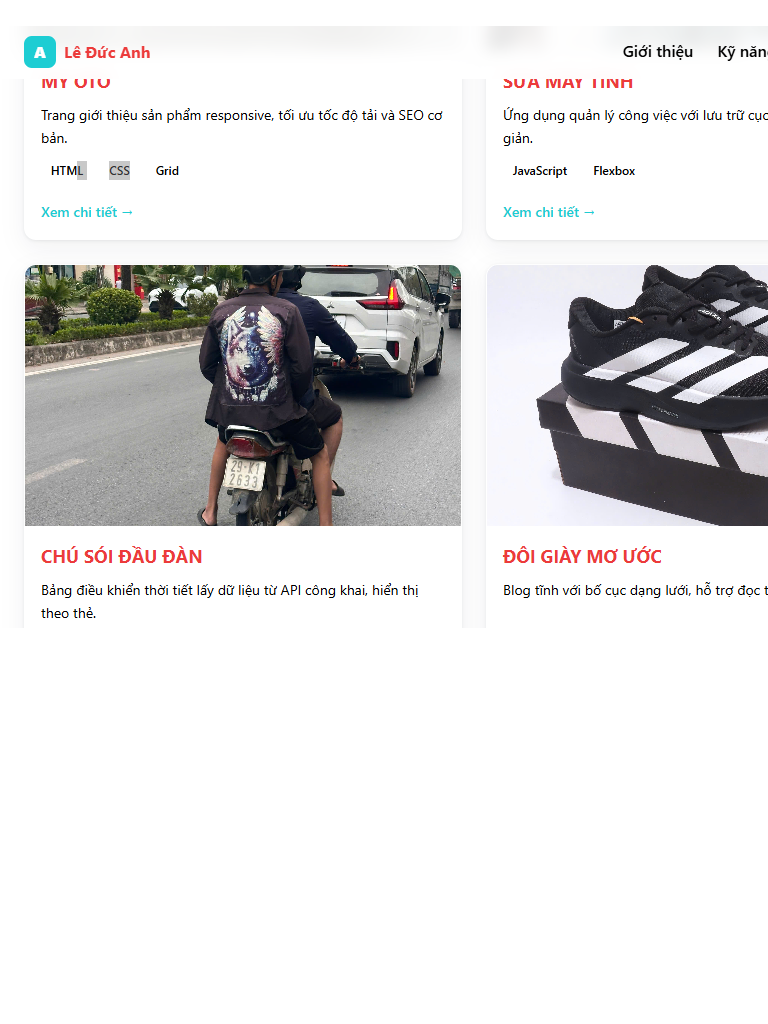 A Lê Đức Anh
Giới thiệu
MY OTO
Trang giới thiệu sản phẩm responsive, tối ưu tốc độ tải và SEO cơ
bản.
HTML CSS Grid
Xem chi tiết →
SỬA MÁY TÍNH
Ứng dụng quản lý công việc với lưu trữ cục
giản.
JavaScript Flexbox
Xem chi tiết →
29-K1
2633
CHÚ SÓI ĐẦU ĐÀN
Bảng điều khiển thời tiết lấy dữ liệu từ API công khai, hiển thị
theo thẻ.
ĐÔI GIÀY MƠ ƯỚC
Blog tĩnh với bố cục dạng lưới, hỗ trợ đọc